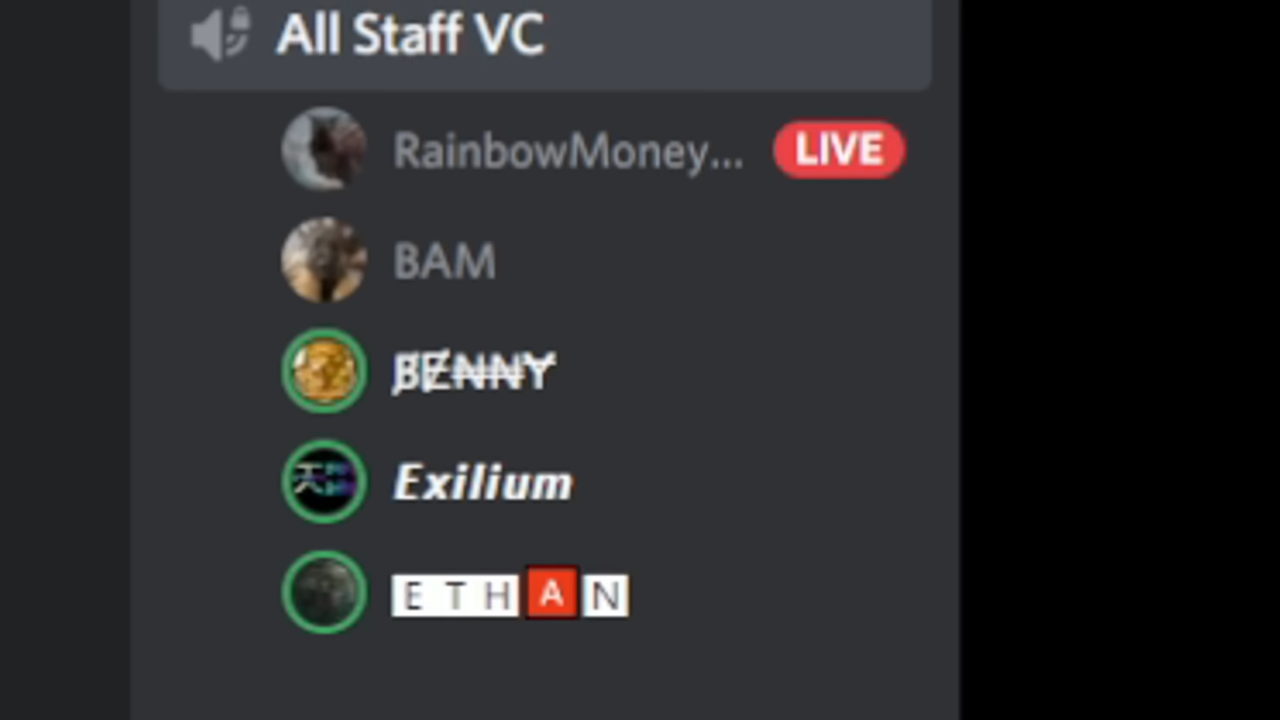 All Staff VC
RainbowMoney... LIVE
BAM
BENNY
Exilium
E T H A N